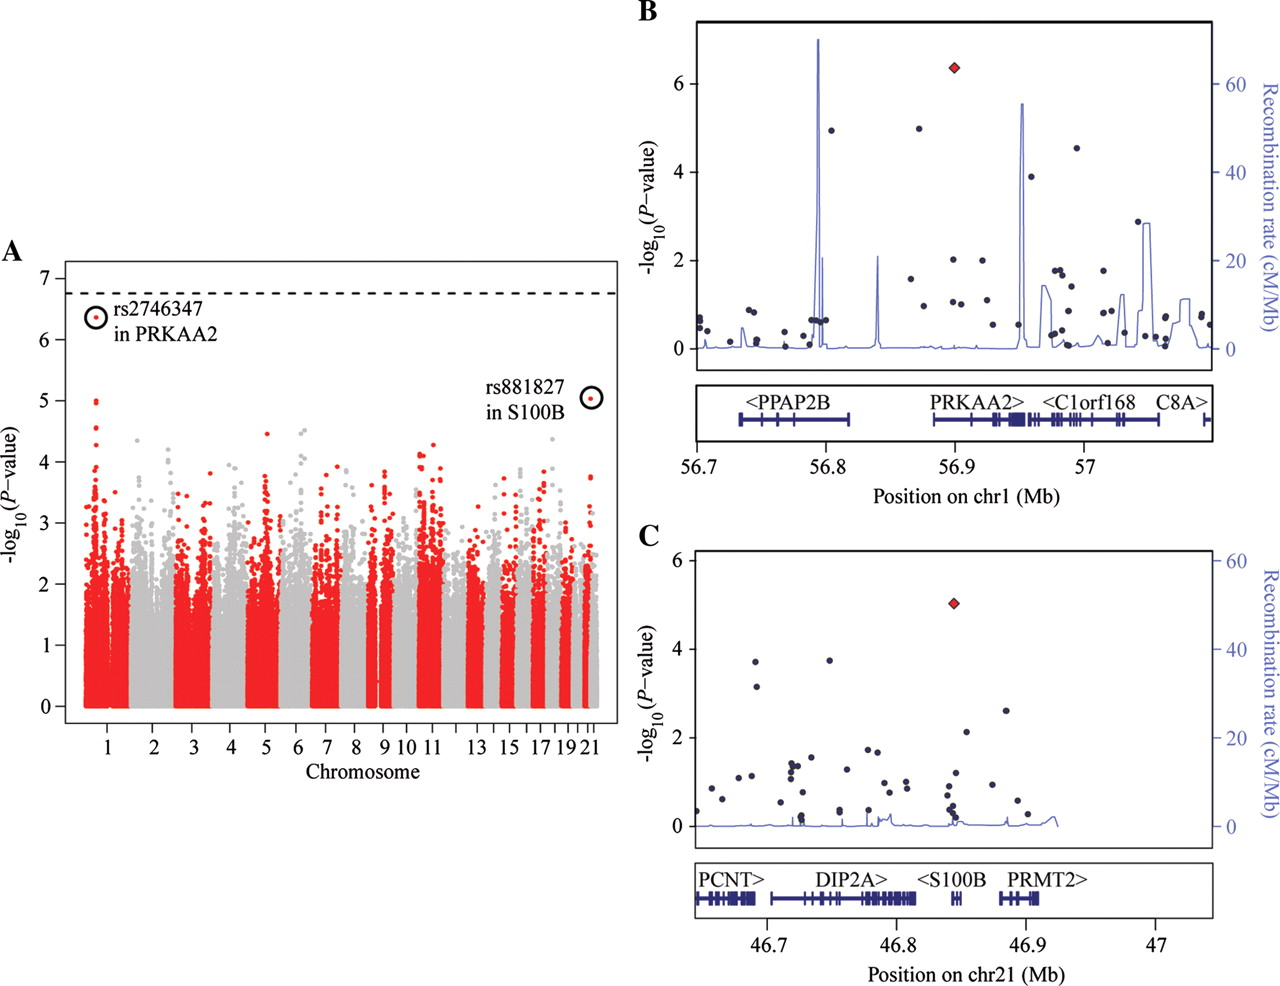 A
7
6
5
4
3
2
1
0
-log10(P-value)
rs2746347
in PRKAA2
rs881827
in S100B
1 2 3 4 5 6 7 8 9 10 11 13 15 17 19 21
Chromosome
B
6
4
2
0
-log10(P-value)
60
40
20
0
Recombination rate (cM/Mb)
<PPAP2B PRKAA2> <C1orf168 C8A>
56.7 56.8 56.9 57
Position on chr1 (Mb)
C
6
4
2
0
-log10(P-value)
60
40
20
0
Recombination rate (cM/Mb)
PCNT> DIP2A> <S100B PRMT2>
46.7 46.8 46.9 47
Position on chr21 (Mb)